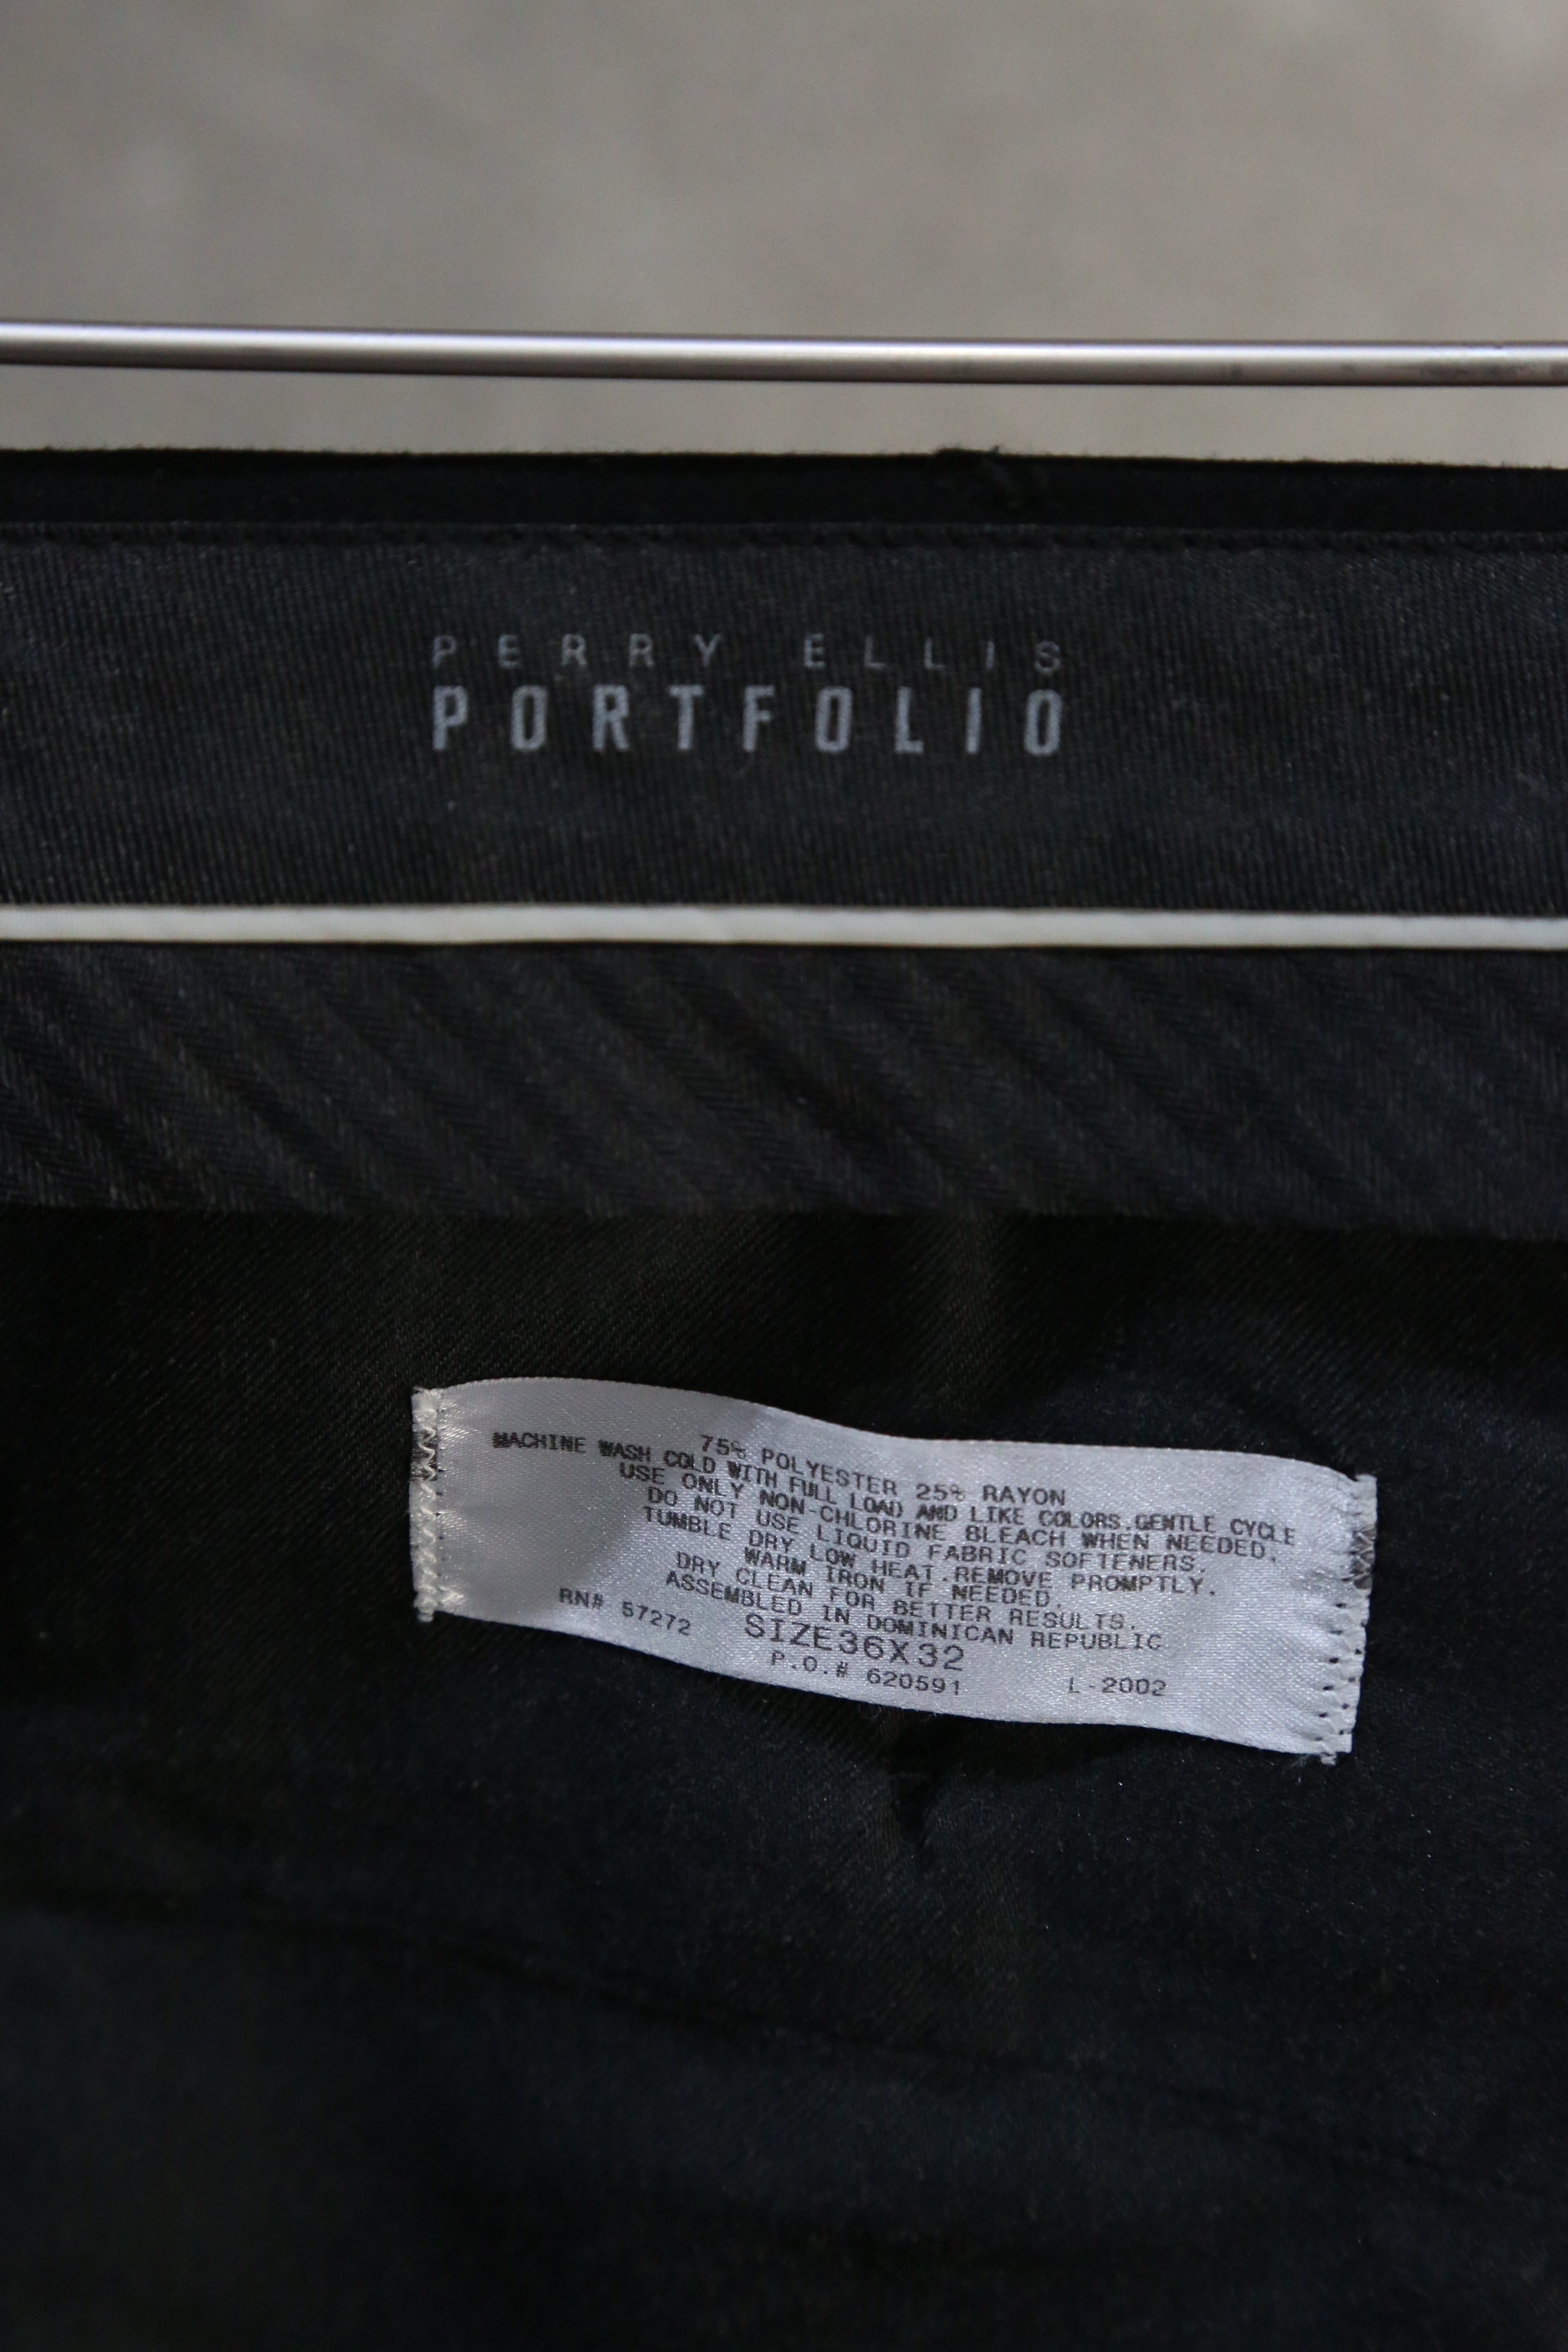 PERRY ELLIS
PORTFOLIO
75% POLYESTER 25% RAYON
MACHINE WASH COLD WITH FULL LOAD AND LIKE COLORS.GENTLE CYCLE
USE ONLY NON-CHLORINE BLEACH WHEN NEEDED.
DO NOT USE LIQUID FABRIC SOFTENERS.
TUMBLE DRY LOW HEAT.REMOVE PROMPTLY.
WARM IRON IF NEEDED.
DRY CLEAN FOR BETTER RESULTS.
ASSEMBLED IN DOMINICAN REPUBLIC
RN# 57272 SIZE36X32
P.O.# 620591 L-2002